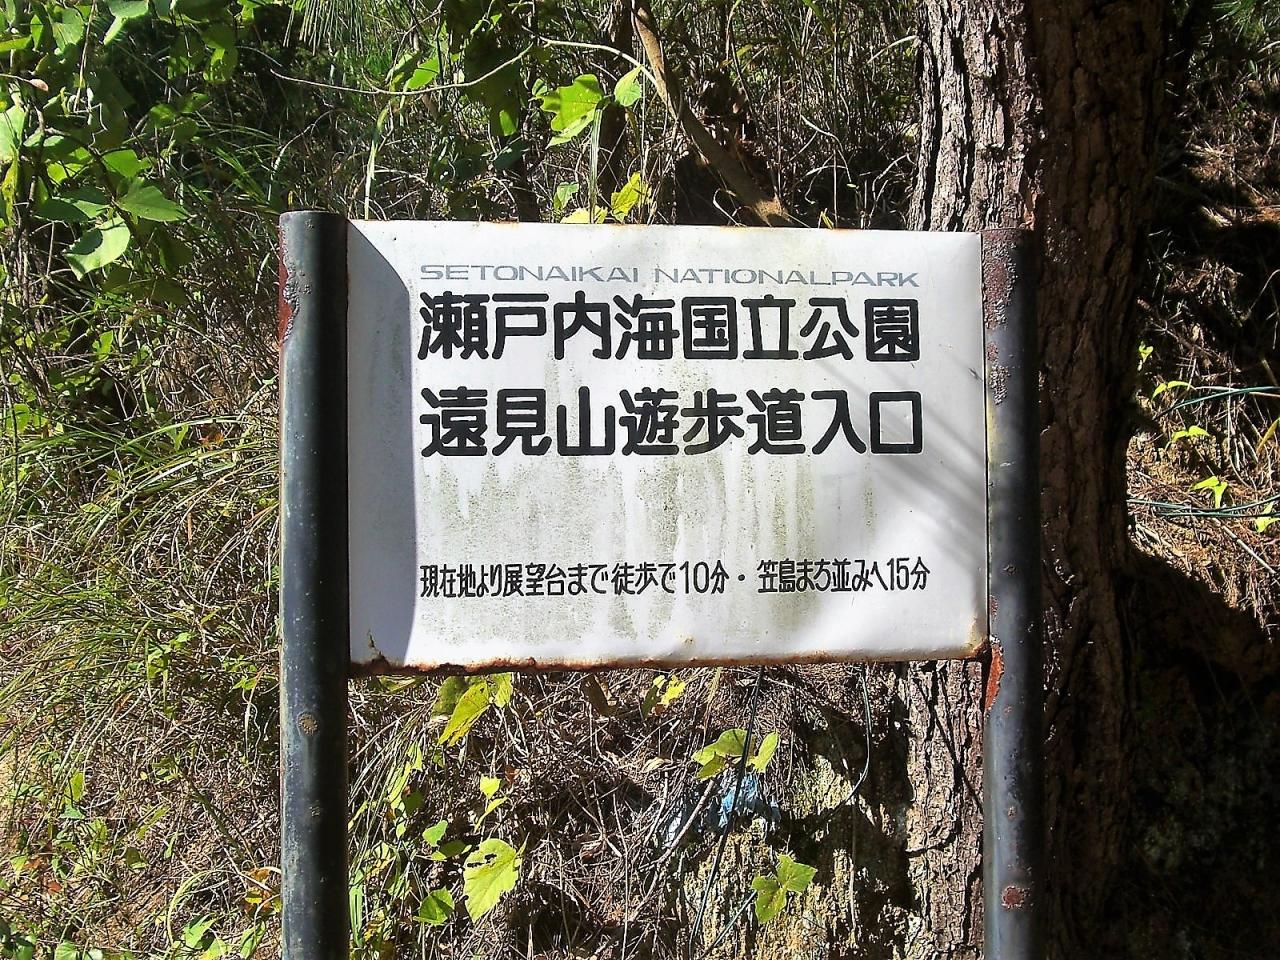 SETONAIKAI NATIONALPARK
瀬戸内海国立公園
遠見山遊歩道入口
現在地より展望台まで徒歩で10分・笠島まち並みへ15分